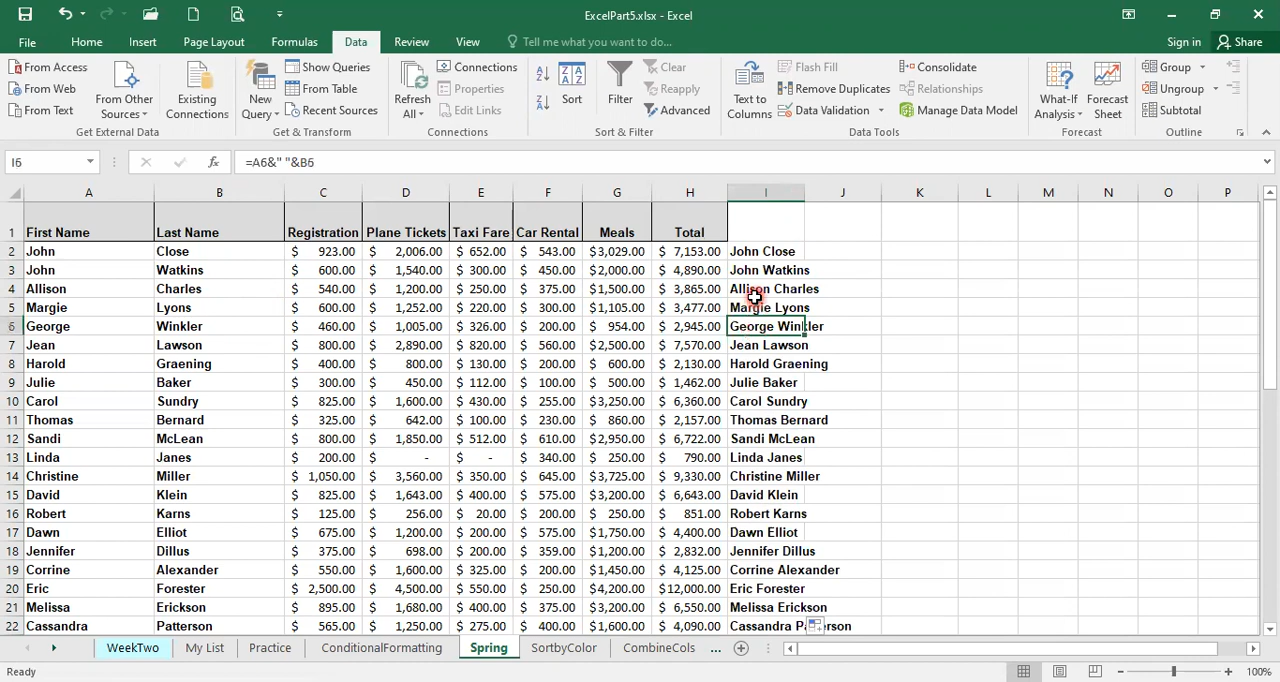 ExcelPart5.xlsx - Excel
File Home Insert Page Layout Formulas Data Review View Tell me what you want to do... Sign in Share
From Access
From Web
From Text
From Other Sources
Existing Connections
Get External Data
New Query
Show Queries
From Table
Recent Sources
Get & Transform
Refresh All
Connections
Properties
Edit Links
Connections
Sort
Filter
Clear
Reapply
Advanced
Sort & Filter
Text to Columns
Flash Fill
Remove Duplicates
Data Validation
Consolidate
Relationships
Manage Data Model
Data Tools
What-If Analysis
Forecast Sheet
Forecast
Group
Ungroup
Subtotal
Outline
I6 fx =A6&" "&B6
A B C D E F G H I J K L M N O P
1 First Name Last Name Registration Plane Tickets Taxi Fare Car Rental Meals Total
2 John Close $ 923.00 $ 2,006.00 $ 652.00 $ 543.00 $3,029.00 $ 7,153.00 John Close
3 John Watkins $ 600.00 $ 1,540.00 $ 300.00 $ 450.00 $2,000.00 $ 4,890.00 John Watkins
4 Allison Charles $ 540.00 $ 1,200.00 $ 250.00 $ 375.00 $1,500.00 $ 3,865.00 Allison Charles
5 Margie Lyons $ 600.00 $ 1,252.00 $ 220.00 $ 300.00 $1,105.00 $ 3,477.00 Margie Lyons
6 George Winkler $ 460.00 $ 1,005.00 $ 326.00 $ 200.00 $ 954.00 $ 2,945.00 George Winkler
7 Jean Lawson $ 800.00 $ 2,890.00 $ 820.00 $ 560.00 $2,500.00 $ 7,570.00 Jean Lawson
8 Harold Graening $ 400.00 $ 800.00 $ 130.00 $ 200.00 $ 600.00 $ 2,130.00 Harold Graening
9 Julie Baker $ 300.00 $ 450.00 $ 112.00 $ 100.00 $ 500.00 $ 1,462.00 Julie Baker
10 Carol Sundry $ 825.00 $ 1,600.00 $ 430.00 $ 255.00 $3,250.00 $ 6,360.00 Carol Sundry
11 Thomas Bernard $ 325.00 $ 642.00 $ 100.00 $ 230.00 $ 860.00 $ 2,157.00 Thomas Bernard
12 Sandi McLean $ 800.00 $ 1,850.00 $ 512.00 $ 610.00 $2,950.00 $ 6,722.00 Sandi McLean
13 Linda Janes $ 200.00 $ - $ - $ 340.00 $ 250.00 $ 790.00 Linda Janes
14 Christine Miller $ 1,050.00 $ 3,560.00 $ 350.00 $ 645.00 $3,725.00 $ 9,330.00 Christine Miller
15 David Klein $ 825.00 $ 1,643.00 $ 400.00 $ 575.00 $3,200.00 $ 6,643.00 David Klein
16 Robert Karns $ 125.00 $ 256.00 $ 20.00 $ 200.00 $ 250.00 $ 851.00 Robert Karns
17 Dawn Elliot $ 675.00 $ 1,200.00 $ 200.00 $ 575.00 $1,750.00 $ 4,400.00 Dawn Elliot
18 Jennifer Dillus $ 375.00 $ 698.00 $ 200.00 $ 359.00 $1,200.00 $ 2,832.00 Jennifer Dillus
19 Corrine Alexander $ 550.00 $ 1,600.00 $ 325.00 $ 200.00 $1,450.00 $ 4,125.00 Corrine Alexander
20 Eric Forester $ 2,500.00 $ 4,500.00 $ 550.00 $ 250.00 $4,200.00 $12,000.00 Eric Forester
21 Melissa Erickson $ 895.00 $ 1,680.00 $ 400.00 $ 375.00 $3,200.00 $ 6,550.00 Melissa Erickson
22 Cassandra Patterson $ 565.00 $ 1,250.00 $ 275.00 $ 400.00 $1,600.00 $ 4,090.00 Cassandra Patterson
WeekTwo My List Practice ConditionalFormatting Spring SortbyColor CombineCols ...
Ready 100%